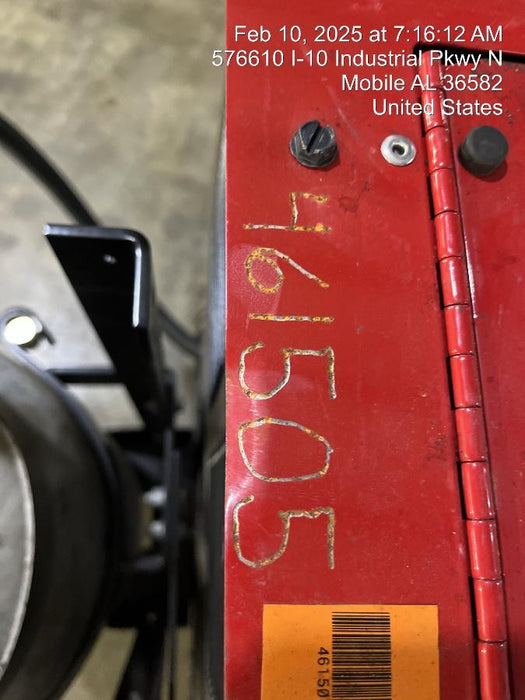 Feb 10, 2025 at 7:16:12 AM
576610 I-10 Industrial Pkwy N
Mobile AL 36582
United States
461505
46150